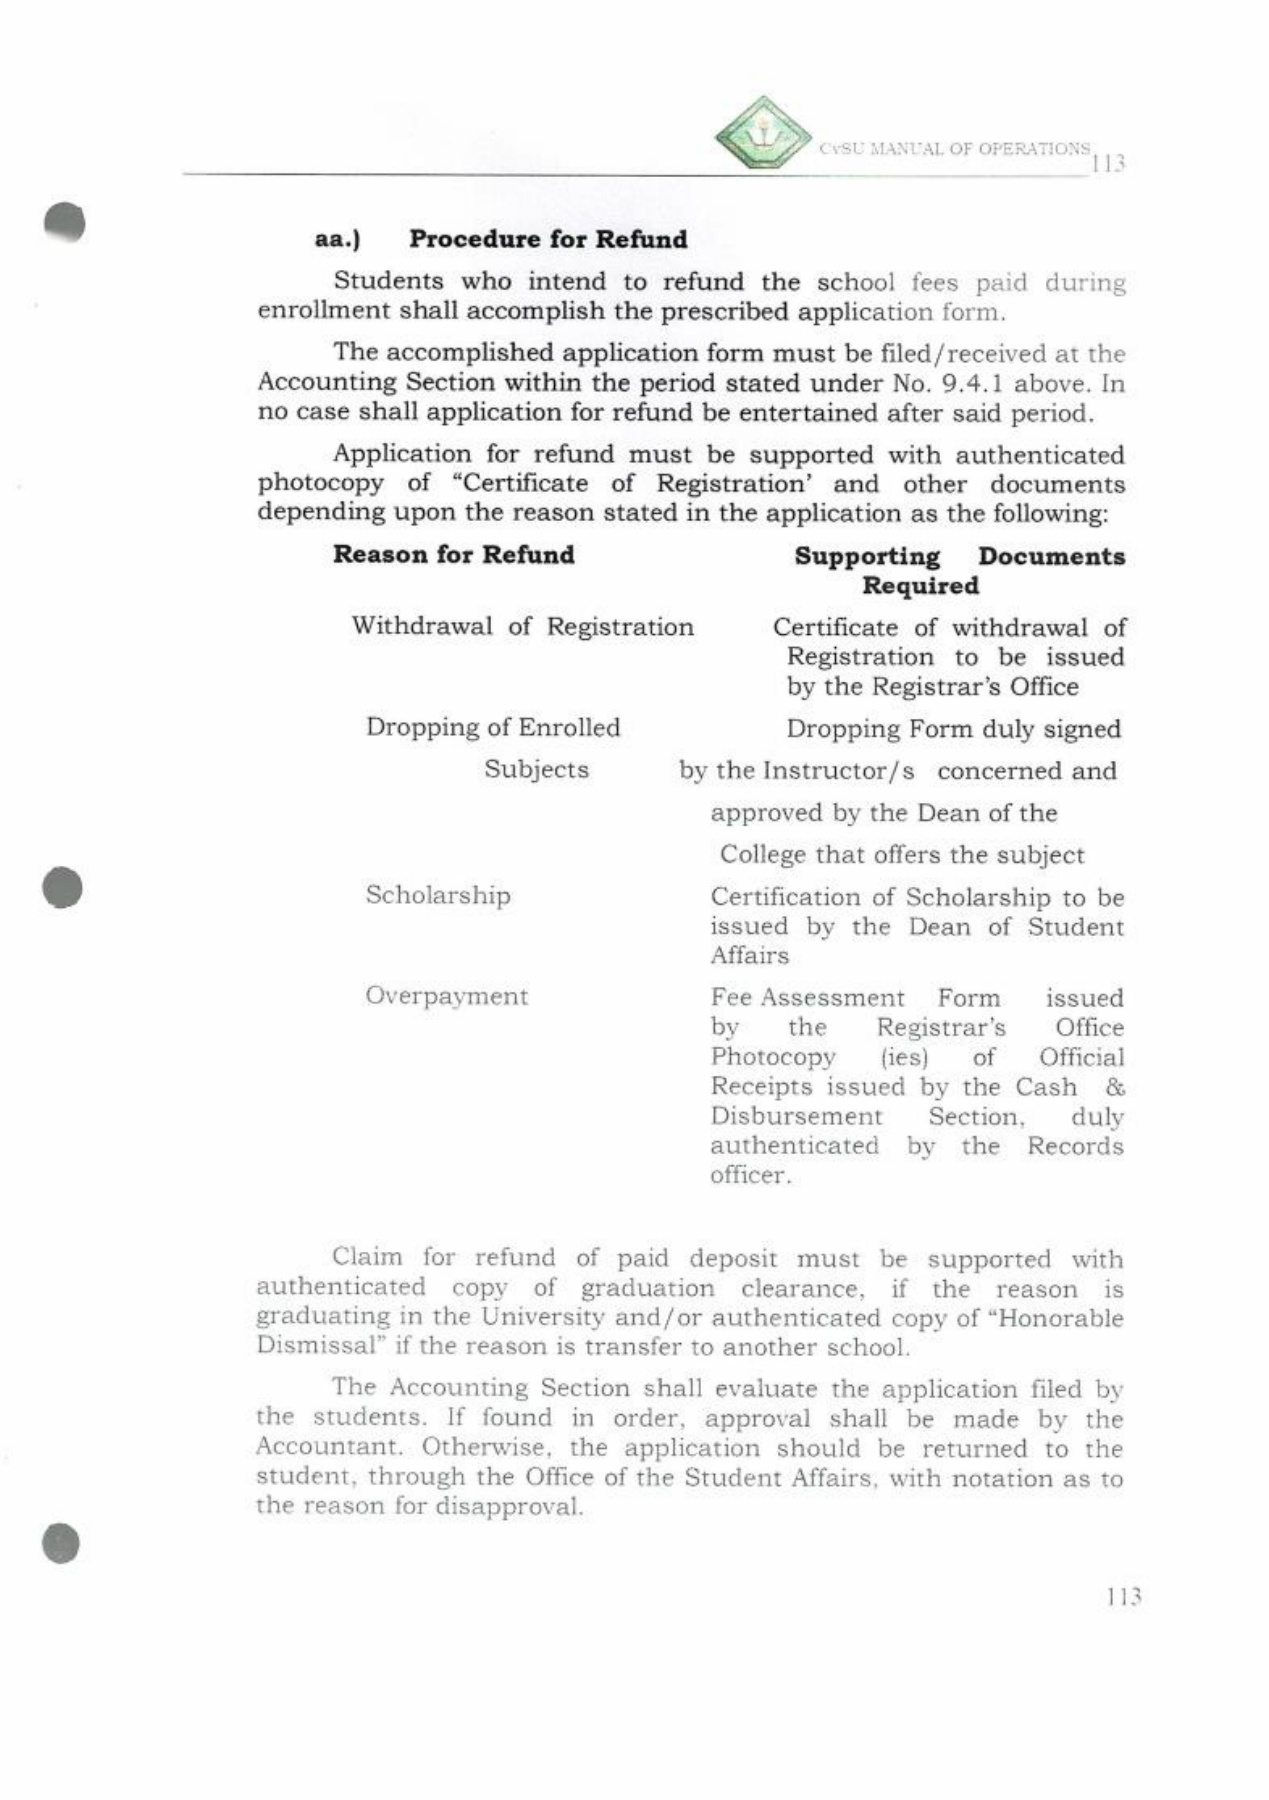 CvSU MANUAL OF OPERATIONS
113
aa.) Procedure for Refund
Students who intend to refund the school fees paid during
enrollment shall accomplish the prescribed application form.
The accomplished application form must be filed/received at the
Accounting Section within the period stated under No. 9.4.1 above. In
no case shall application for refund be entertained after said period.
Application for refund must be supported with authenticated
photocopy of “Certificate of Registration’ and other documents
depending upon the reason stated in the application as the following:
Reason for Refund Supporting Documents
Required
Withdrawal of Registration Certificate of withdrawal of
Registration to be issued
by the Registrar’s Office
Dropping of Enrolled Dropping Form duly signed
Subjects by the Instructor/s concerned and
approved by the Dean of the
College that offers the subject
Scholarship Certification of Scholarship to be
issued by the Dean of Student
Affairs
Overpayment Fee Assessment Form issued
by the Registrar’s Office
Photocopy (ies) of Official
Receipts issued by the Cash &
Disbursement Section, duly
authenticated by the Records
officer.
Claim for refund of paid deposit must be supported with
authenticated copy of graduation clearance, if the reason is
graduating in the University and/or authenticated copy of “Honorable
Dismissal” if the reason is transfer to another school.
The Accounting Section shall evaluate the application filed by
the students. If found in order, approval shall be made by the
Accountant. Otherwise, the application should be returned to the
student, through the Office of the Student Affairs, with notation as to
the reason for disapproval.
113